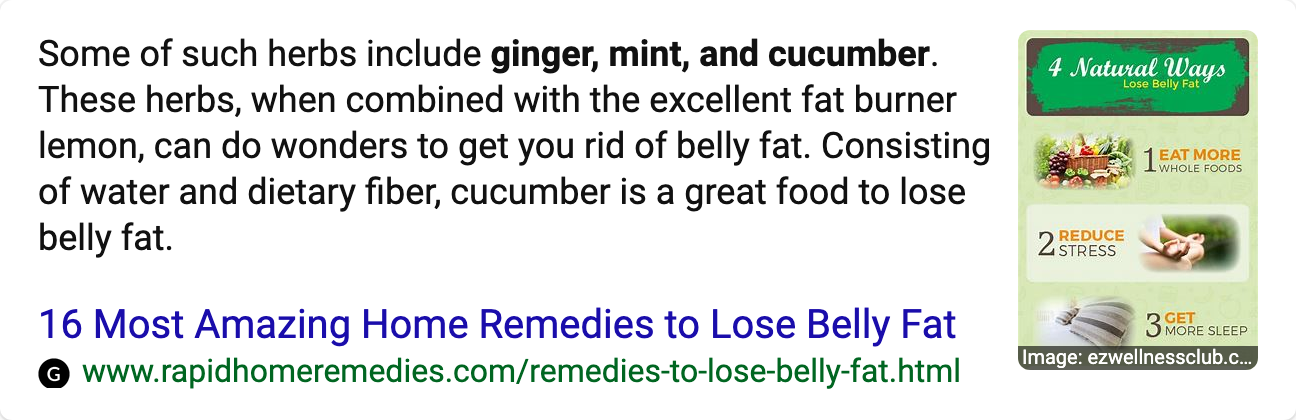 Some of such herbs include ginger, mint, and cucumber.
These herbs, when combined with the excellent fat burner
lemon, can do wonders to get you rid of belly fat. Consisting
of water and dietary fiber, cucumber is a great food to lose
belly fat.
16 Most Amazing Home Remedies to Lose Belly Fat
G www.rapidhomeremedies.com/remedies-to-lose-belly-fat.html
4 Natural Ways
Lose Belly Fat
1 EAT MORE
WHOLE FOODS
2 REDUCE
STRESS
3 GET
MORE SLEEP
Image: ezwellnessclub.c...